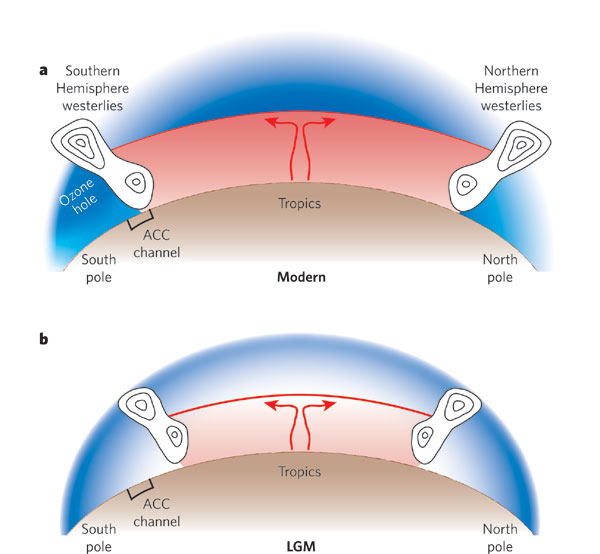 a
Southern
Hemisphere
westerlies
Northern
Hemisphere
westerlies
Ozone
hole
Tropics
ACC
channel
South
pole
North
pole
Modern
b
Tropics
ACC
channel
South
pole
North
pole
LGM